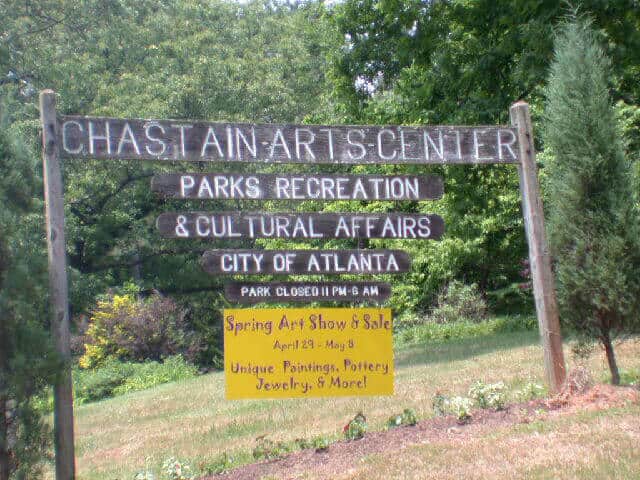 CHASTAIN-ARTS-CENTER
PARKS RECREATION
& CULTURAL AFFAIRS
CITY OF ATLANTA
PARK CLOSED 11 PM-6 AM
Spring Art Show & Sale
April 29 - May 8
Unique Paintings, Pottery
Jewelry, & More!